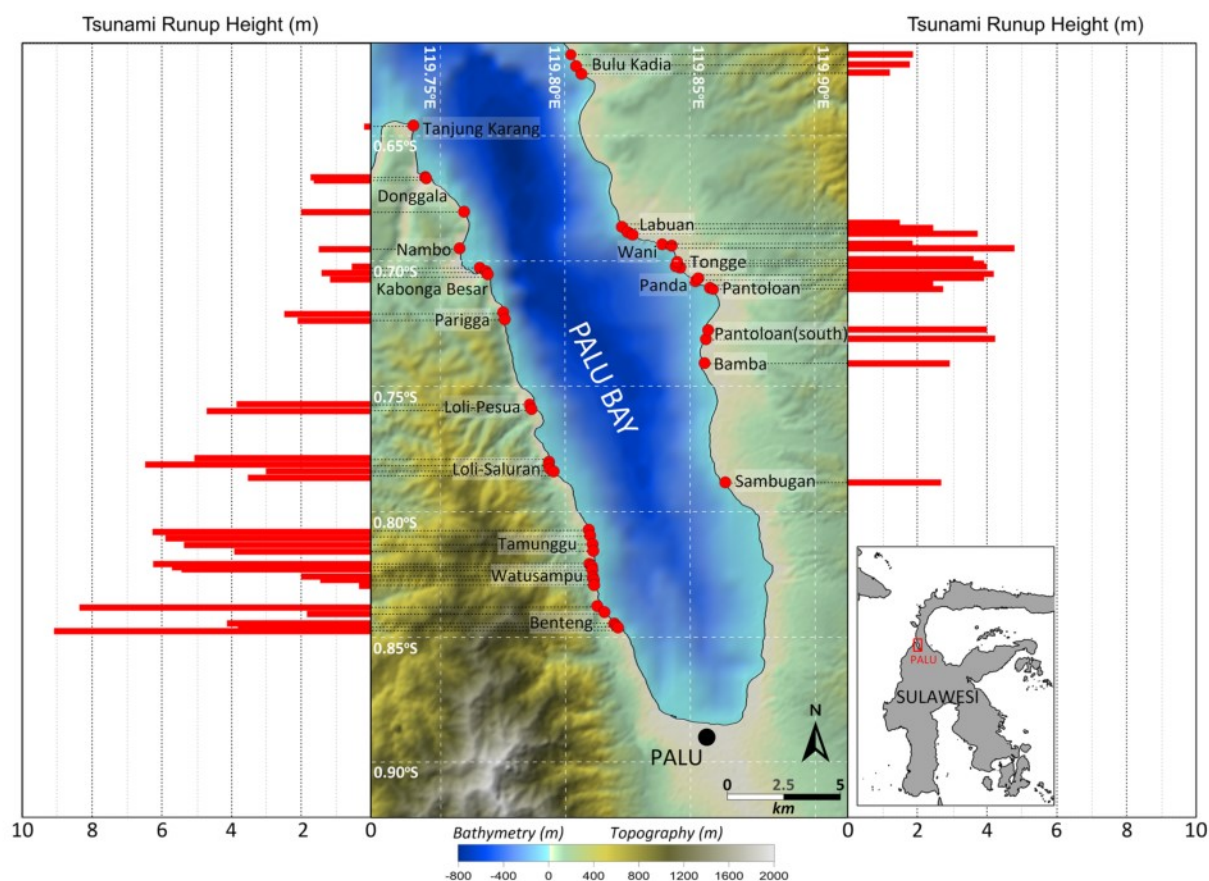 Tsunami Runup Height (m)
Tsunami Runup Height (m)
119.75°E
119.80°E
119.85°E
119.90°E
Bulu Kadia
Tanjung Karang
0.65°S
Donggala
Labuan
Nambo
Wani
Tongge
0.70°S
Kabonga Besar
Panda
Pantoloan
Parigga
Pantoloan(south)
PALU BAY
Bamba
0.75°S
Loli-Pesua
Loli-Saluran
Sambugan
0.80°S
Tamunggu
Watusampu
Benteng
0.85°S
PALU
SULAWESI
N
PALU
0.90°S
0 2.5 5
km
10 8 6 4 2 0
0 2 4 6 8 10
Bathymetry (m) Topography (m)
-800 -400 0 400 800 1200 1600 2000